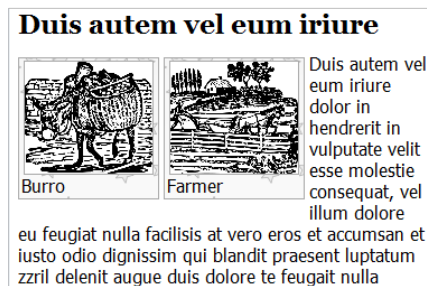 Duis autem vel eum iriure
Duis autem vel
eum iriure
dolor in
hendrerit in
vulputate velit
esse molestie
consequat, vel
illum dolore
Burro
Farmer
eu feugiat nulla facilisis at vero eros et accumsan et
iusto odio dignissim qui blandit praesent luptatum
zzril delenit augue duis dolore te feugait nulla